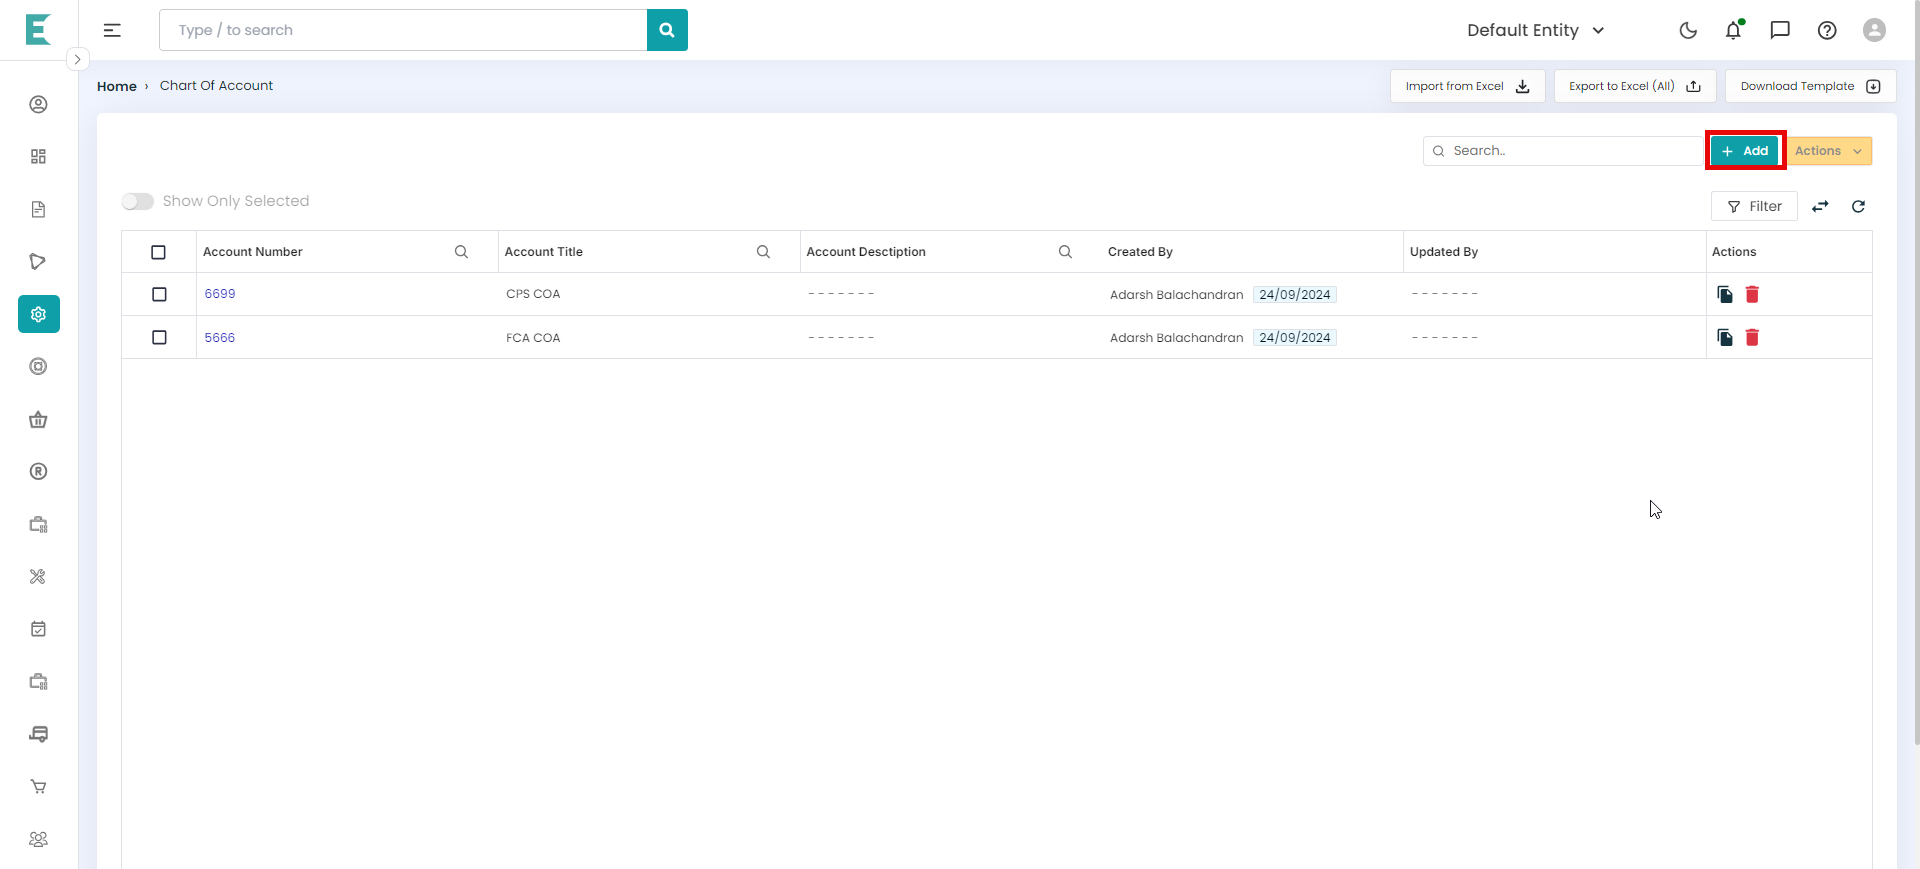 Type / to search
Default Entity
Home › Chart Of Account
Import from Excel
Export to Excel (All)
Download Template
Search..
+ Add
Actions
Show Only Selected
Filter
Account Number Account Title Account Desctiption Created By Updated By Actions
6699 CPS COA ------- Adarsh Balachandran 24/09/2024 -------
5666 FCA COA ------- Adarsh Balachandran 24/09/2024 -------